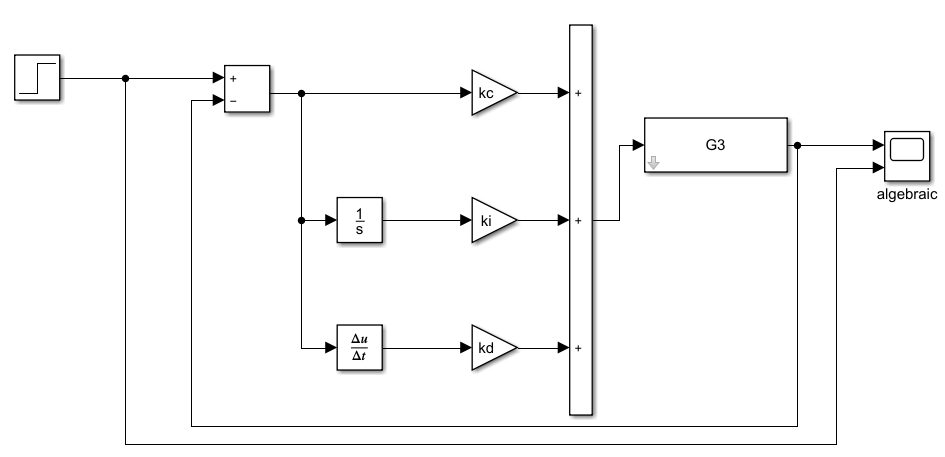 +
−
kc
+
G3
algebraic
1
s
ki
+
Δu
Δt
kd
+